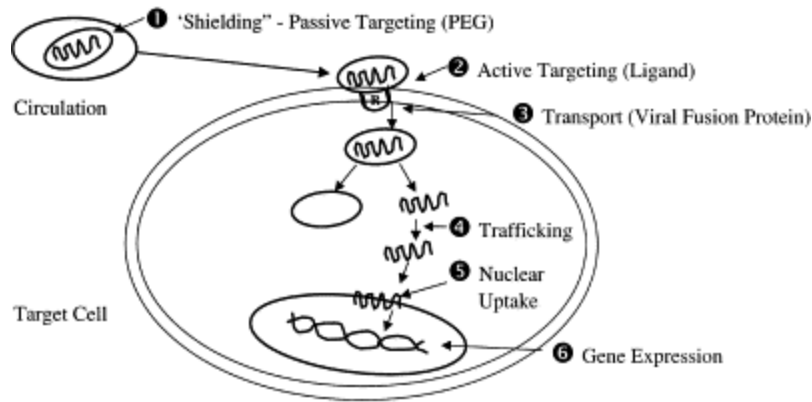 ❶ ‘Shielding” - Passive Targeting (PEG)
❷ Active Targeting (Ligand)
R
Circulation
❸ Transport (Viral Fusion Protein)
❹ Trafficking
❺ Nuclear
Uptake
Target Cell
❻ Gene Expression